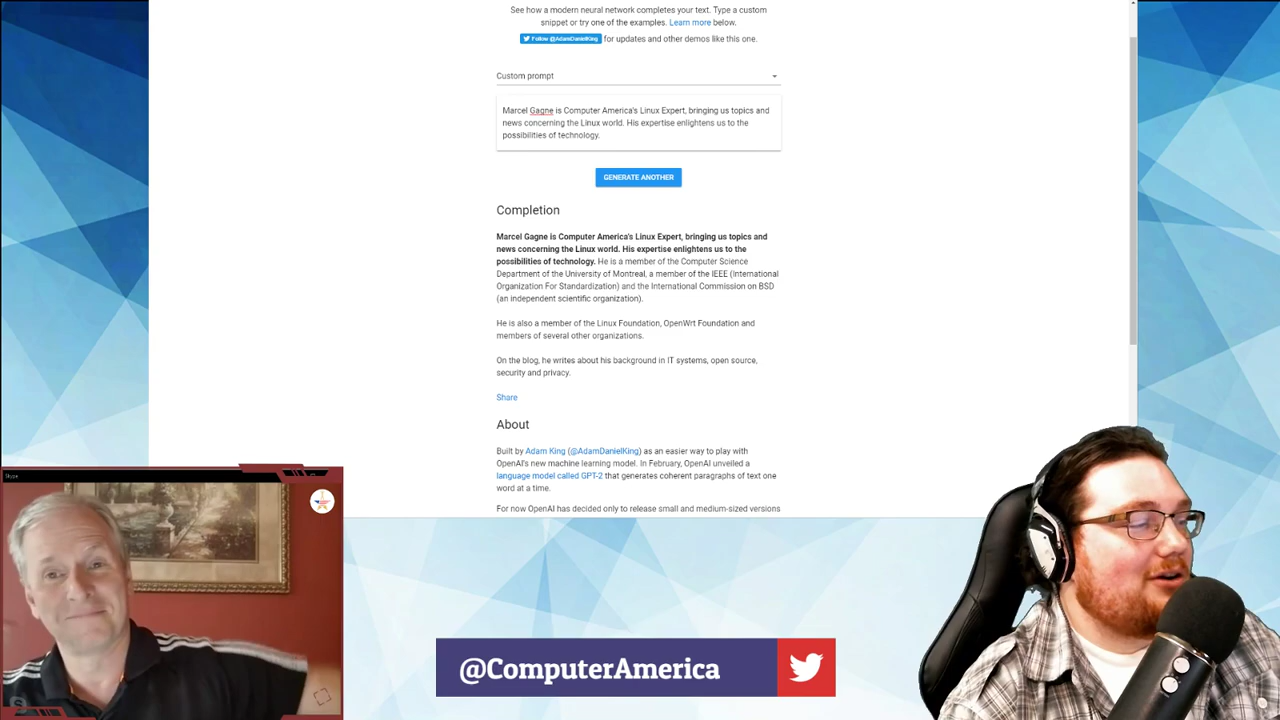 See how a modern neural network completes your text. Type a custom
snippet or try one of the examples. Learn more below.
Follow @AdamDanielKing for updates and other demos like this one.
Custom prompt
Marcel Gagne is Computer America's Linux Expert, bringing us topics and
news concerning the Linux world. His expertise enlightens us to the
possibilities of technology.
GENERATE ANOTHER
Completion
Marcel Gagne is Computer America's Linux Expert, bringing us topics and
news concerning the Linux world. His expertise enlightens us to the
possibilities of technology. He is a member of the Computer Science
Department of the University of Montreal, a member of the IEEE (International
Organization For Standardization) and the International Commission on BSD
(an independent scientific organization).
He is also a member of the Linux Foundation, OpenWrt Foundation and
members of several other organizations.
On the blog, he writes about his background in IT systems, open source,
security and privacy.
Share
About
Built by Adam King (@AdamDanielKing) as an easier way to play with
OpenAI's new machine learning model. In February, OpenAI unveiled a
language model called GPT-2 that generates coherent paragraphs of text one
word at a time.
For now OpenAI has decided only to release small and medium-sized versions
Skype
@ComputerAmerica